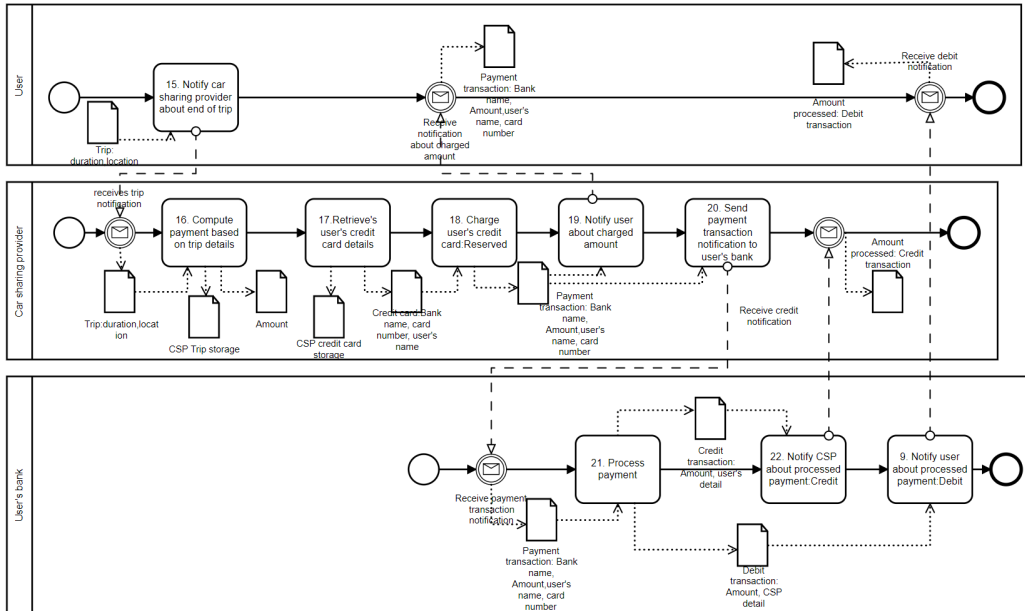 User
15. Notify car
sharing provider
about end of trip
Trip:
duration,location
Receive
notification
about charged
amount
Payment
transaction: Bank
name,
Amount,user's
name, card
number
Amount
processed: Debit
transaction
Receive debit
notification
Car sharing provider
receives trip
notification
16. Compute
payment based
on trip details
17.Retrieve's
user's credit
card details
18. Charge
user's credit
card:Reserved
19. Notify user
about charged
amount
20. Send
payment
transaction
notification to
user's bank
Trip:duration,locat
ion
CSP Trip storage
Amount
CSP credit card
storage
Credit card:Bank
name, card
number, user's
name
Payment
transaction: Bank
name,
Amount,user's
name, card
number
Amount
processed: Credit
transaction
Receive credit
notification
User's bank
Receive payment
transaction
notification
Payment
transaction: Bank
name,
Amount,user's
name, card
number
21. Process
payment
Credit
transaction:
Amount, user's
detail
22. Notify CSP
about processed
payment:Credit
9. Notify user
about processed
payment:Debit
Debit
transaction:
Amount, CSP
detail